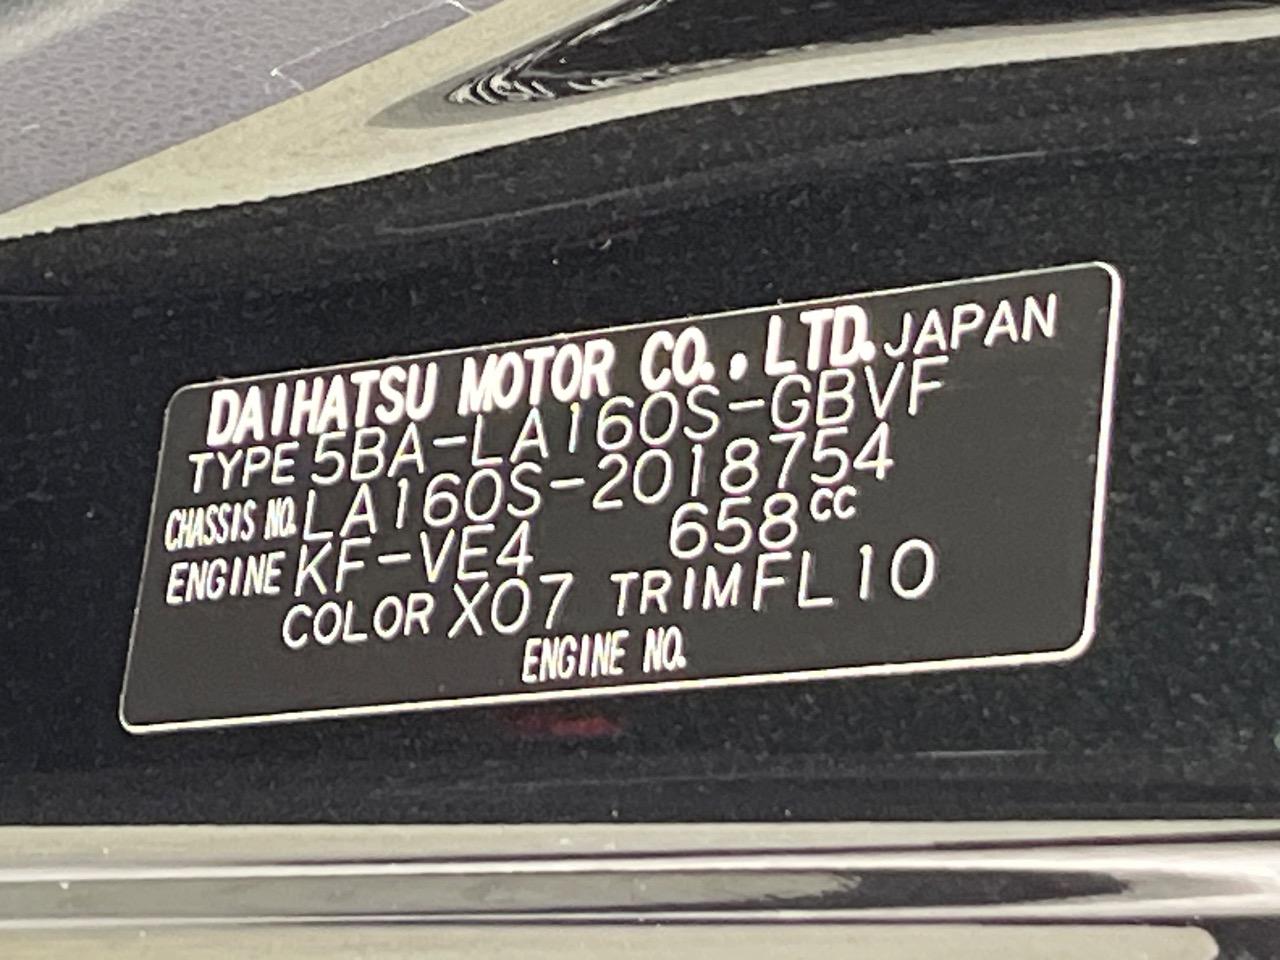 DAIHATSU MOTOR CO., LTD. JAPAN
TYPE 5BA-LA160S-GBVF
CHASSIS NO. LA160S-2018754
ENGINE KF-VE4 658cc
COLOR X07 TRIM FL10
ENGINE NO.